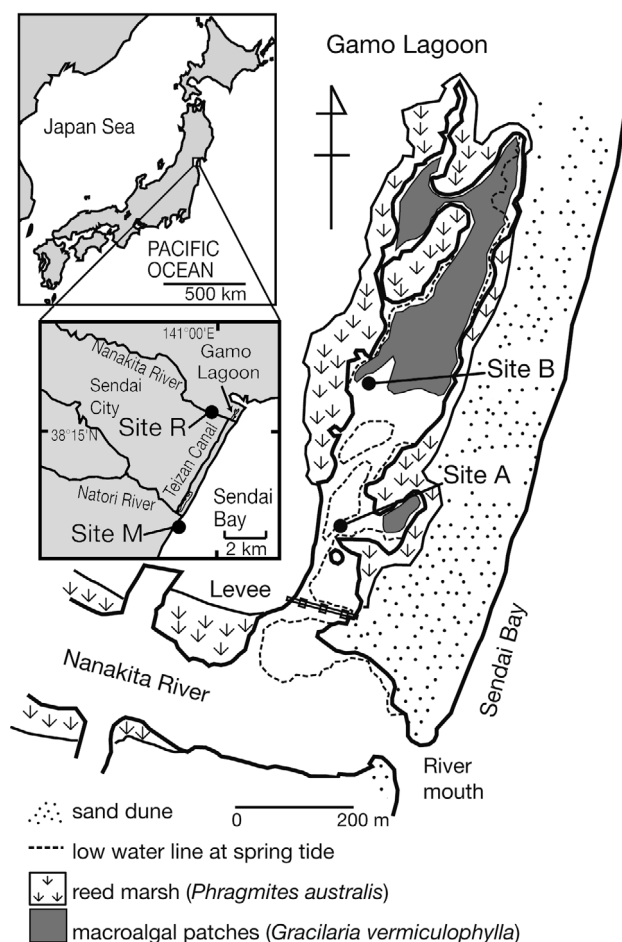 Gamo Lagoon
Japan Sea
PACIFIC
OCEAN
500 km
141°00'E
Nanakita River
Gamo
Lagoon
Sendai
City
Site R
38°15'N
Teizan Canal
Natori River
Sendai
Bay
Site M
2 km
Site B
Site A
Levee
Nanakita River
Sendai Bay
River
mouth
0 200 m
sand dune
low water line at spring tide
reed marsh (Phragmites australis)
macroalgal patches (Gracilaria vermiculophylla)